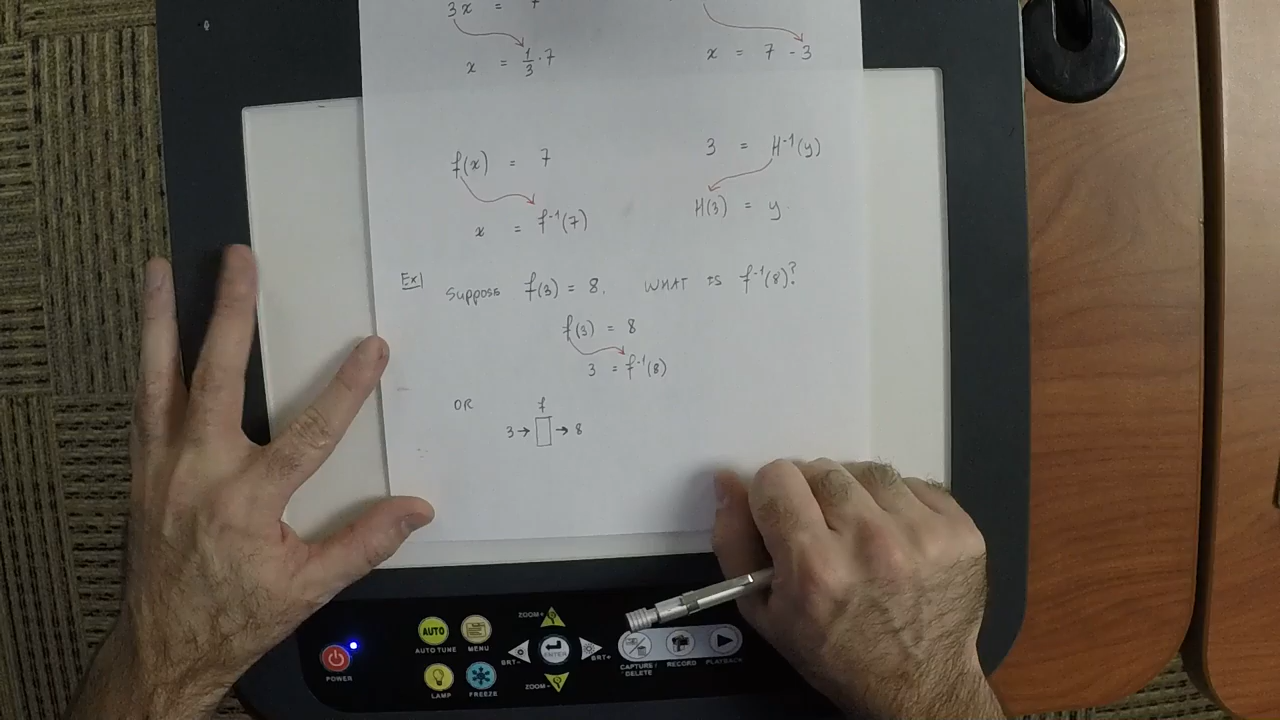 3x = 7
x = 1/3 · 7
x = 7 - 3
f(x) = 7
x = f⁻¹(7)
3 = H⁻¹(y)
H(3) = y
Ex1 Suppose f(3) = 8. WHAT IS f⁻¹(8)?
f(3) = 8
3 = f⁻¹(8)
OR
f
3 → → 8
ZOOM+
AUTO
AUTO TUNE
MENU
BRT-
ENTER
BRT+
CAPTURE / DELETE
RECORD
PLAYBACK
POWER
LAMP
FREEZE
ZOOM-